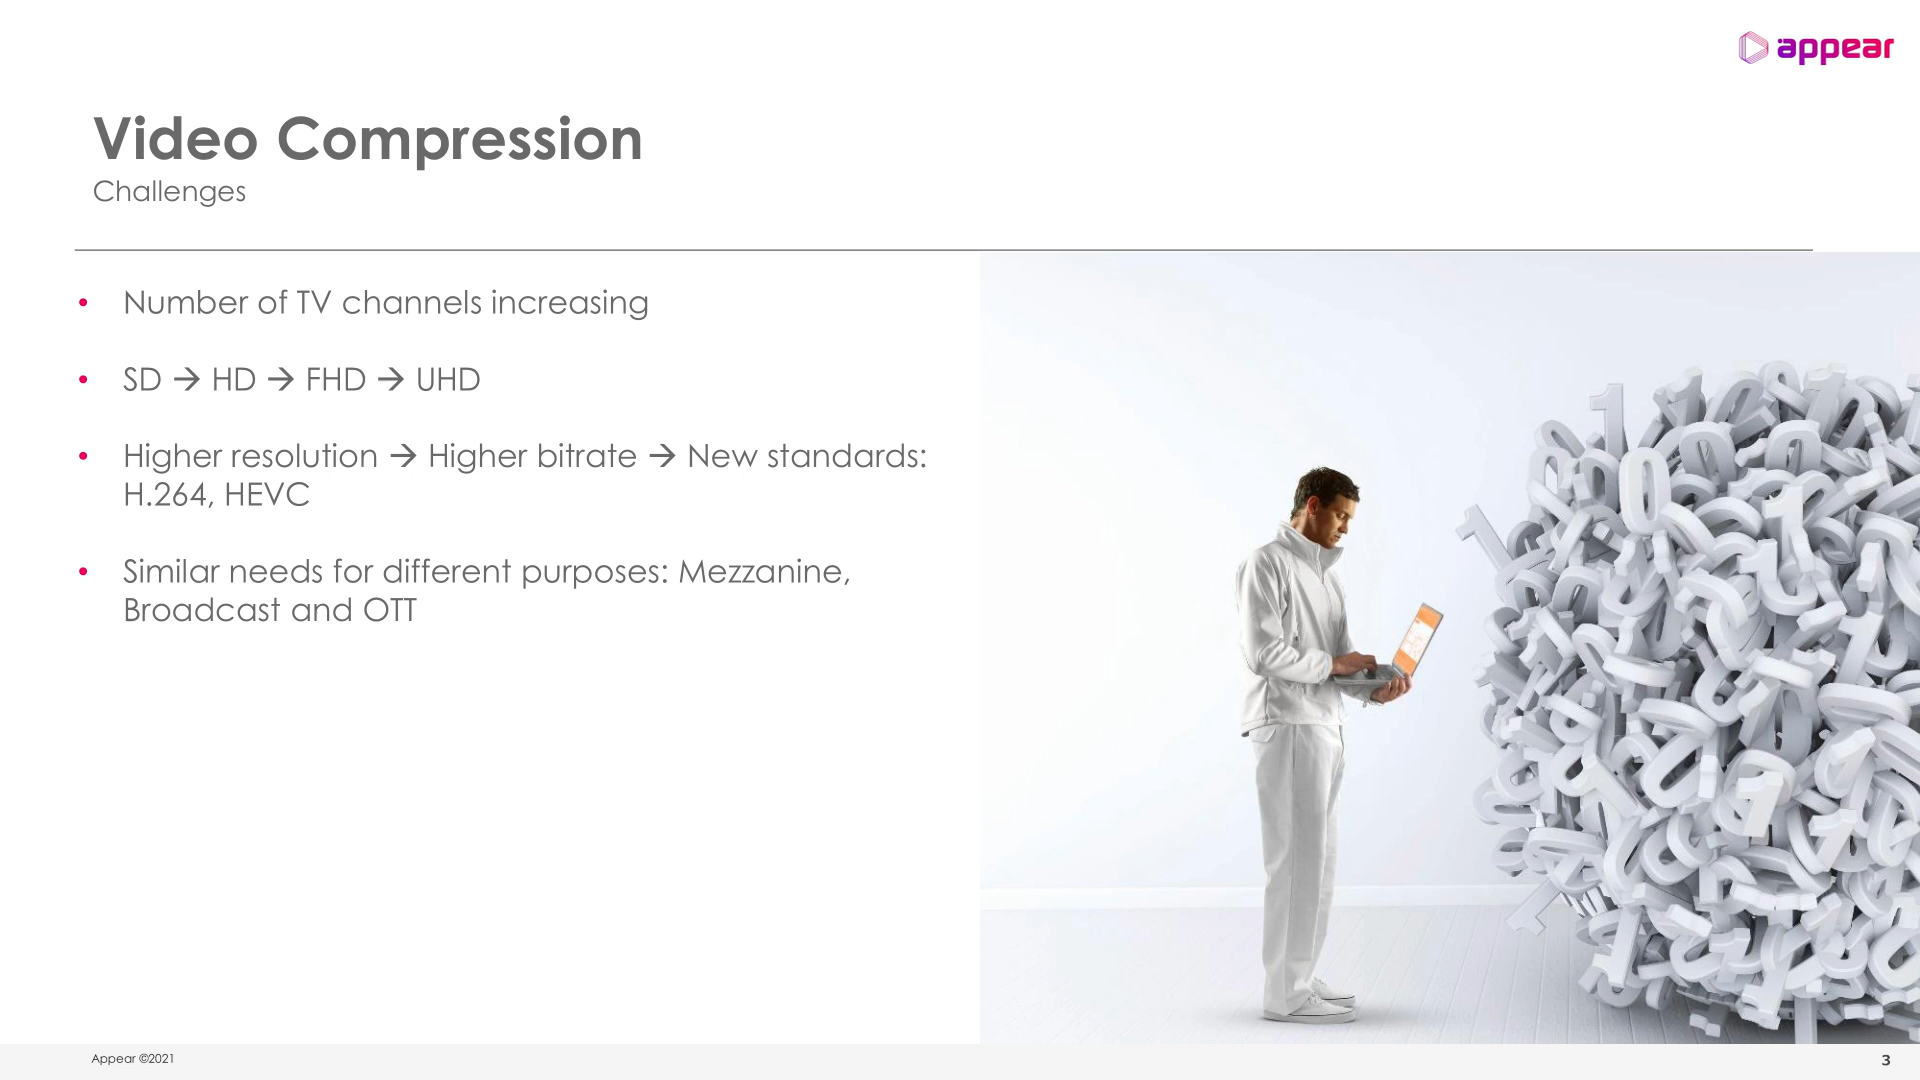 appear
Video Compression
Challenges
• Number of TV channels increasing
• SD → HD → FHD → UHD
• Higher resolution → Higher bitrate → New standards:
H.264, HEVC
• Similar needs for different purposes: Mezzanine,
Broadcast and OTT
Appear ©2021
3